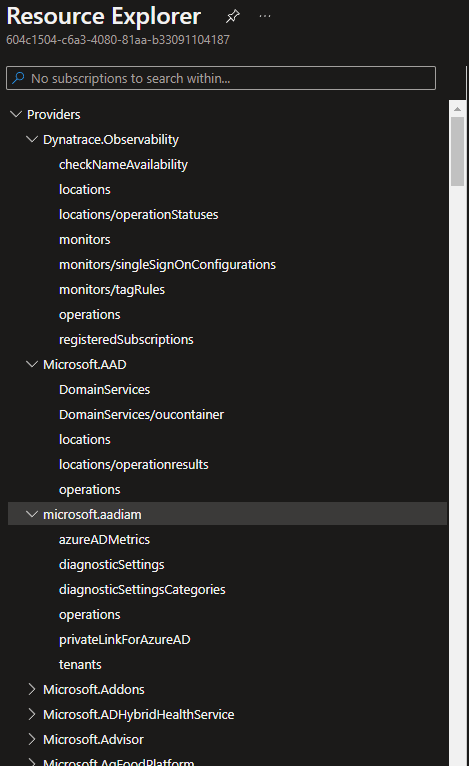 Resource Explorer
604c1504-c6a3-4080-81aa-b33091104187
No subscriptions to search within...
Providers
Dynatrace.Observability
checkNameAvailability
locations
locations/operationStatuses
monitors
monitors/singleSignOnConfigurations
monitors/tagRules
operations
registeredSubscriptions
Microsoft.AAD
DomainServices
DomainServices/oucontainer
locations
locations/operationresults
operations
microsoft.aadiam
azureADMetrics
diagnosticSettings
diagnosticSettingsCategories
operations
privateLinkForAzureAD
tenants
Microsoft.Addons
Microsoft.ADHybridHealthService
Microsoft.Advisor
Microsoft.AgFoodPlatform